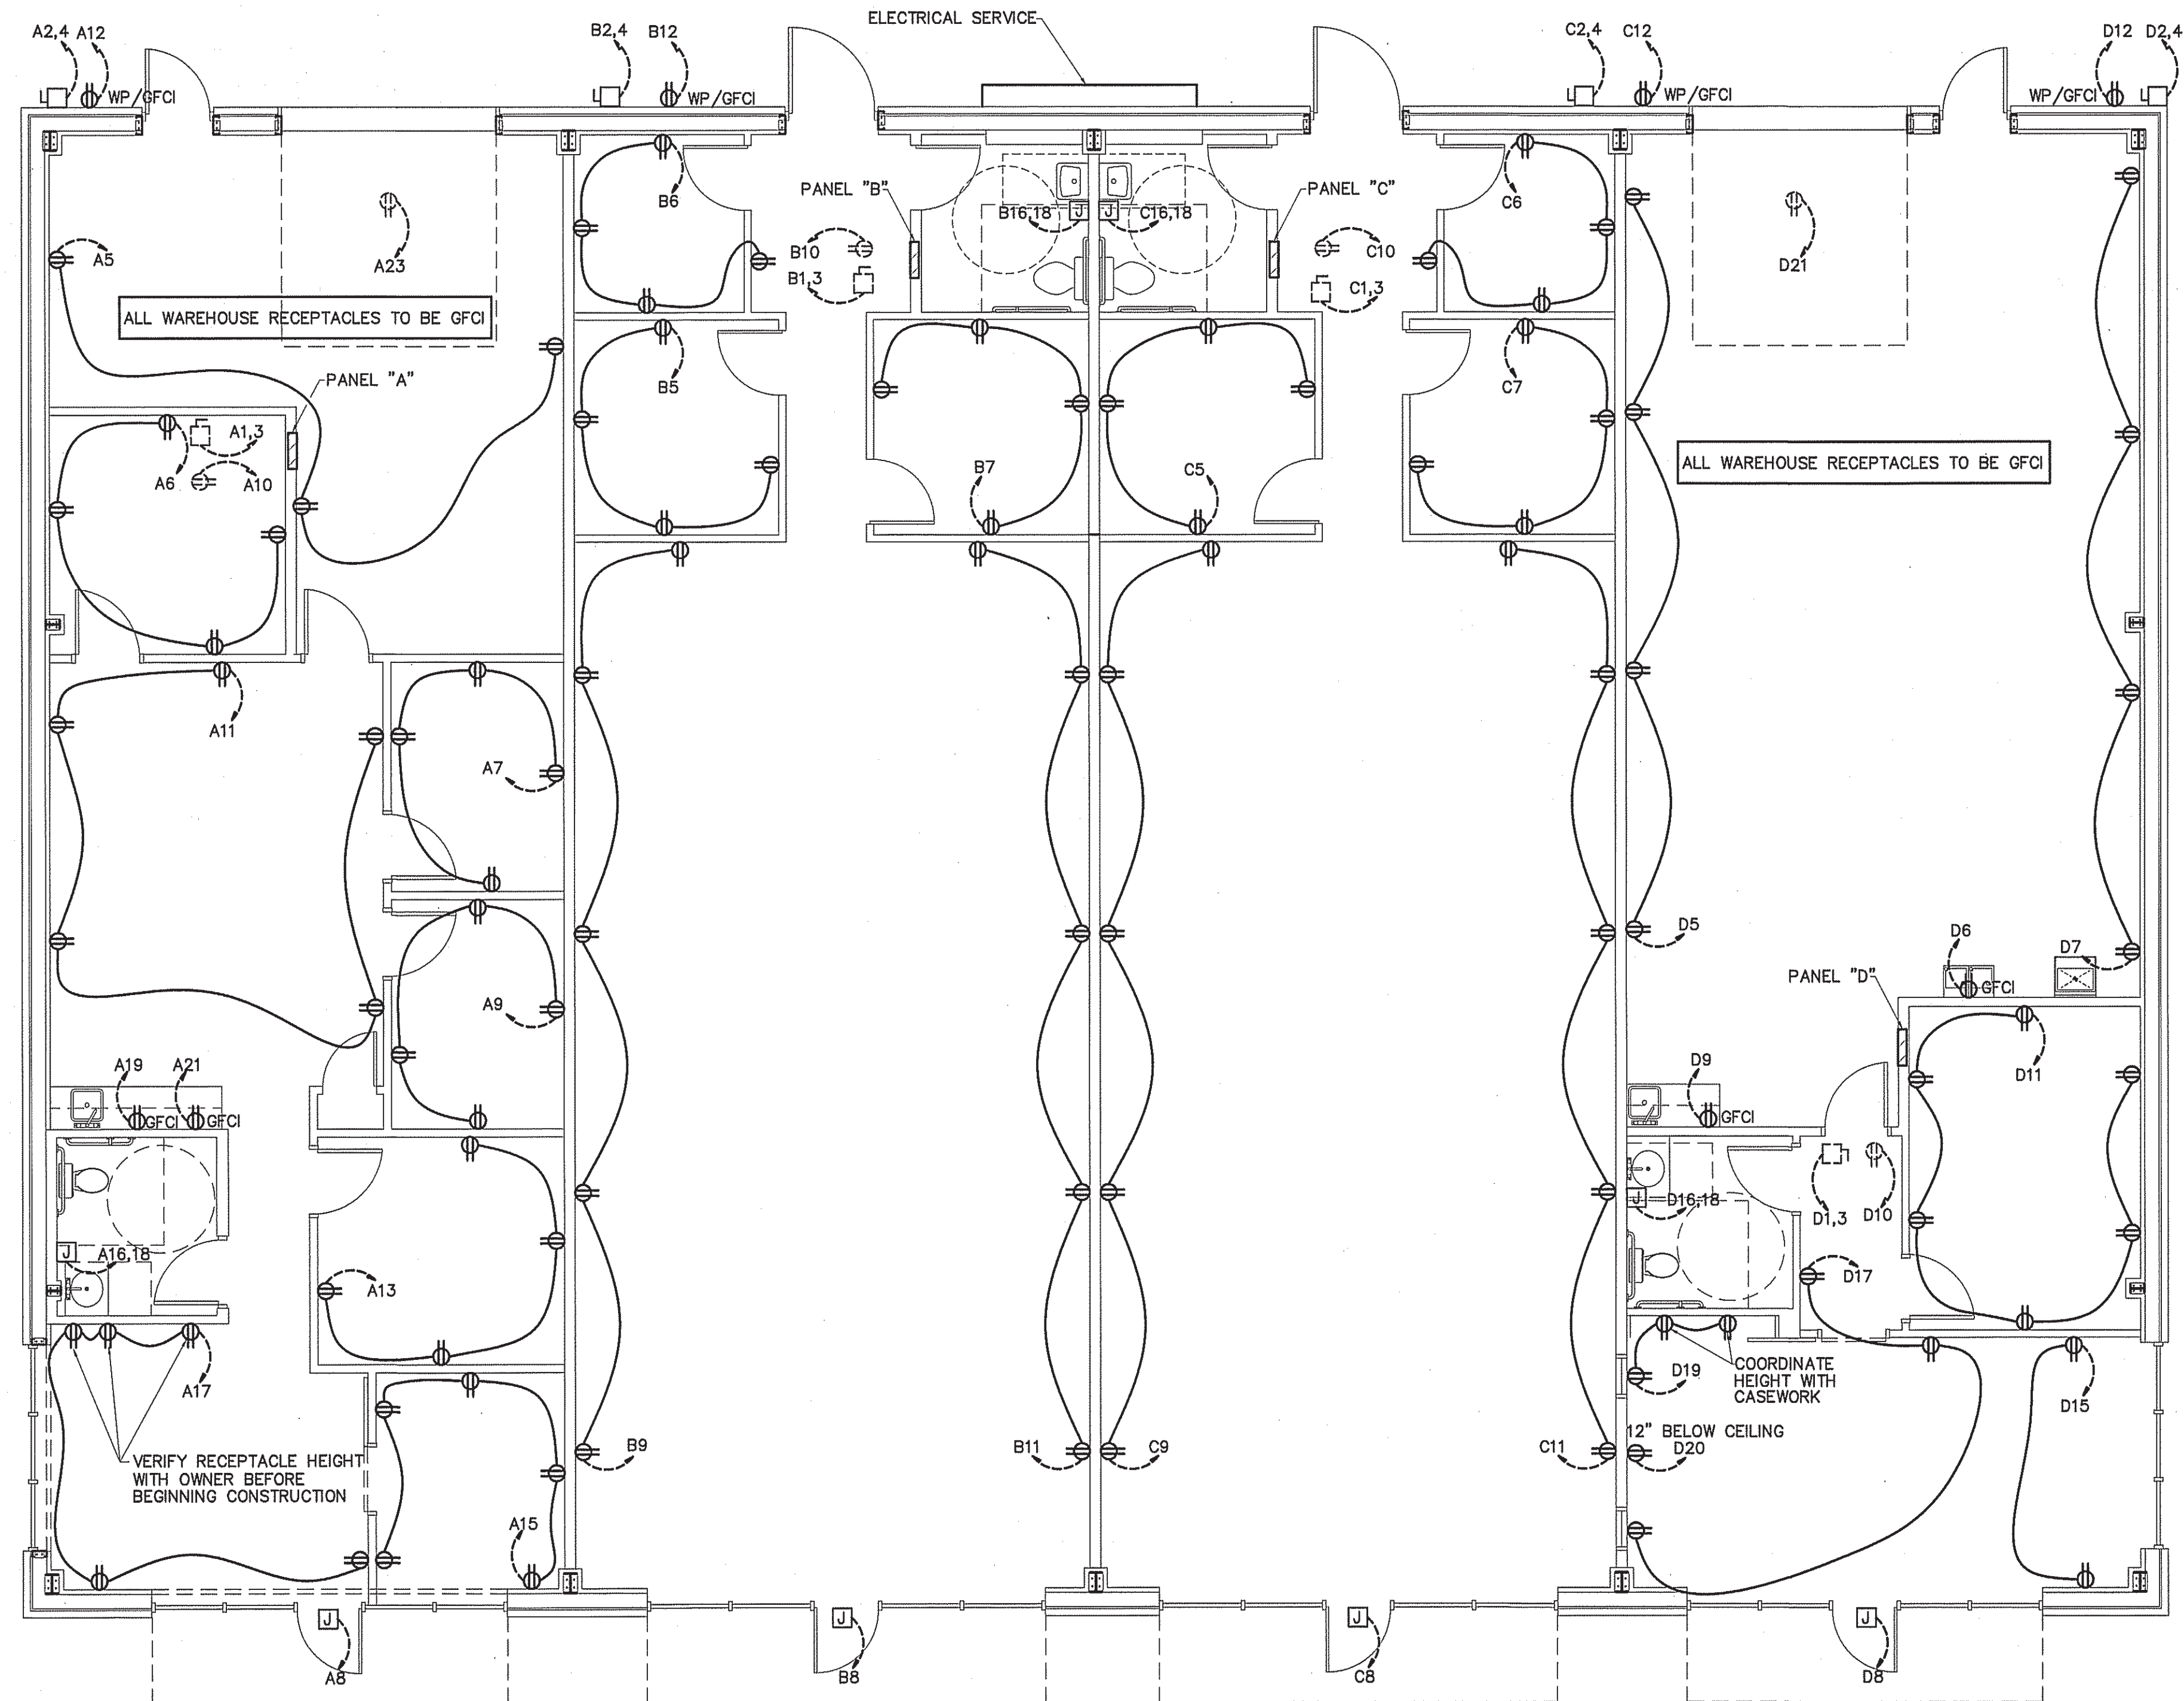 ELECTRICAL SERVICE
A2,4
A12
B2,4
B12
C2,4
C12
D12
D2,4
WP/GFCI
WP/GFCI
WP/GFCI
WP/GFCI
PANEL "B"
PANEL "C"
B6
C6
B16,18
J
J
C16,18
A5
A23
B10
C10
D21
B1,3
C1,3
ALL WAREHOUSE RECEPTACLES TO BE GFCI
PANEL "A"
B5
C7
A1,3
A6
A10
B7
C5
ALL WAREHOUSE RECEPTACLES TO BE GFCI
A11
A7
D5
D6
D7
PANEL "D"
GFCI
A9
A19
A21
GFCI
GFCI
D9
GFCI
D11
J
A16,18
J
D16,18
D1,3
D10
A13
D17
A17
D19
COORDINATE
HEIGHT WITH
CASEWORK
D15
VERIFY RECEPTACLE HEIGHT
WITH OWNER BEFORE
BEGINNING CONSTRUCTION
B9
B11
C9
C11
12" BELOW CEILING
D20
A15
J
J
J
J
A8
B8
C8
D8